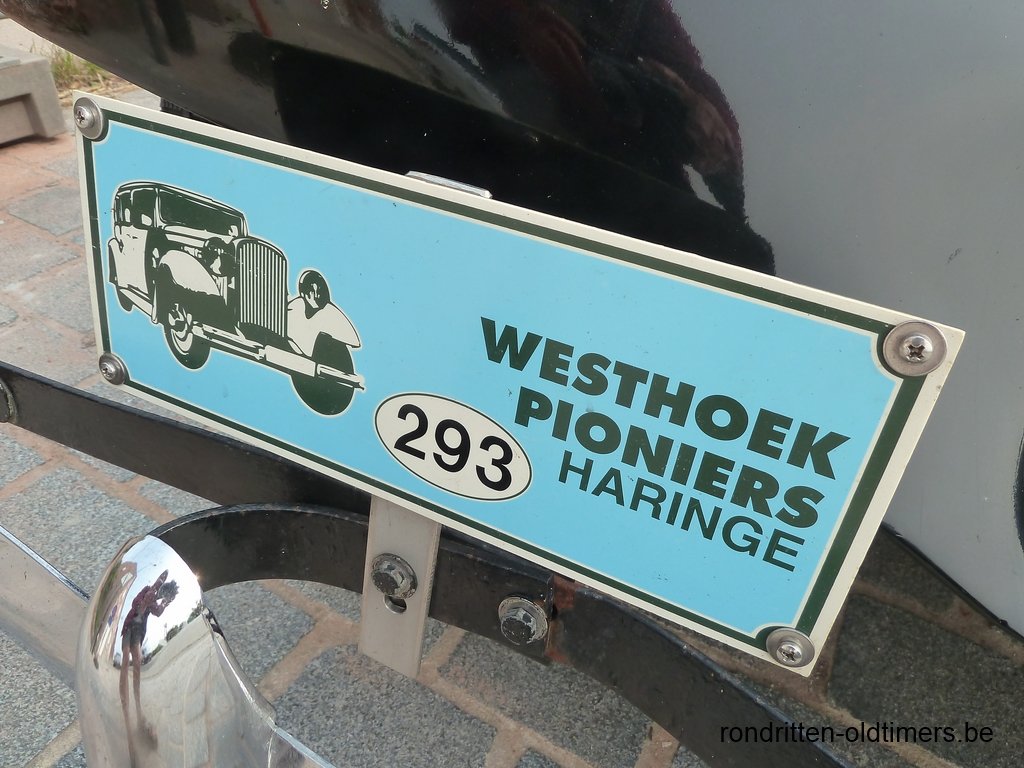 WESTHOEK
PIONIERS
HARINGE
293
rondritten-oldtimers.be